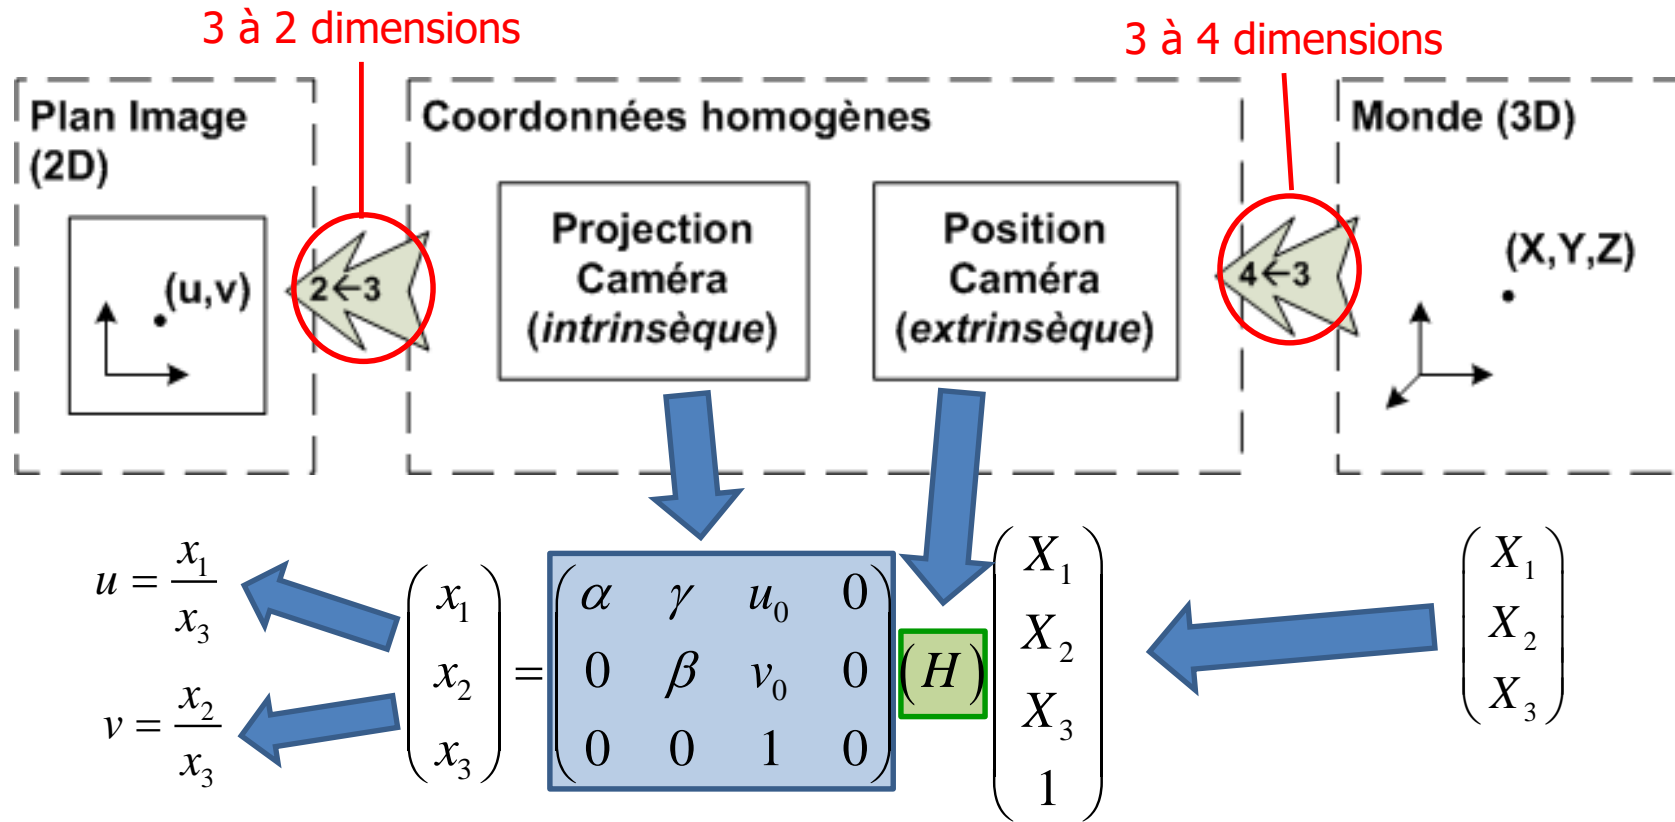 3 à 2 dimensions
3 à 4 dimensions
Plan Image
(2D)
Coordonnées homogènes
Monde (3D)
Projection
Caméra
(intrinsèque)
Position
Caméra
(extrinsèque)
(u,v)
2←3
4←3
(X,Y,Z)
u = x₁ / x₃
v = x₂ / x₃
( x₁
x₂
x₃ )
=
( α γ u₀ 0
0 β v₀ 0
0 0 1 0 )
(H)
( X₁
X₂
X₃
1 )
( X₁
X₂
X₃ )